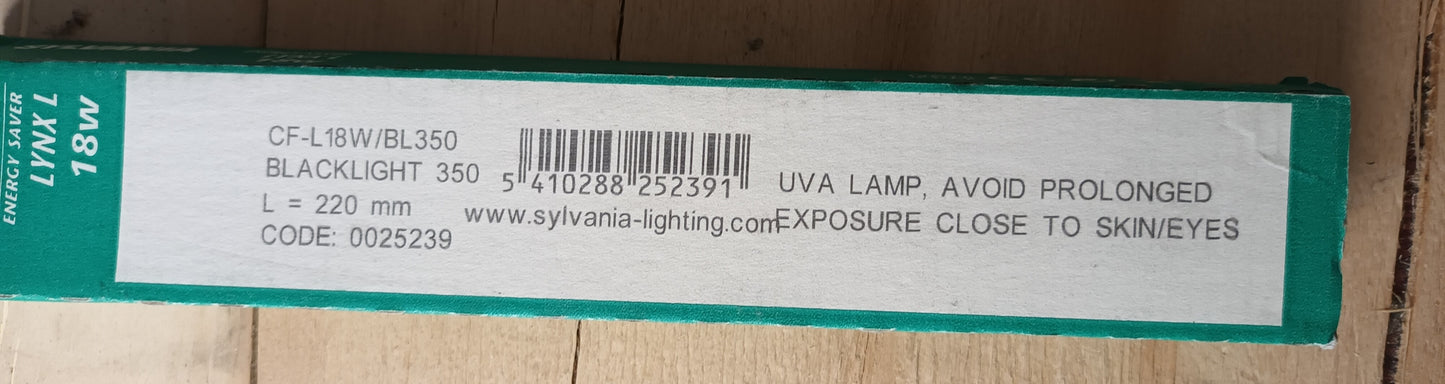 SYLVANIA
ENERGY SAVER
LYNX L
18w
CF-L18W/BL350
BLACKLIGHT 350
L = 220 mm
CODE: 0025239
5 410288 252391
www.sylvania-lighting.com
UVA LAMP, AVOID PROLONGED
EXPOSURE CLOSE TO SKIN/EYES